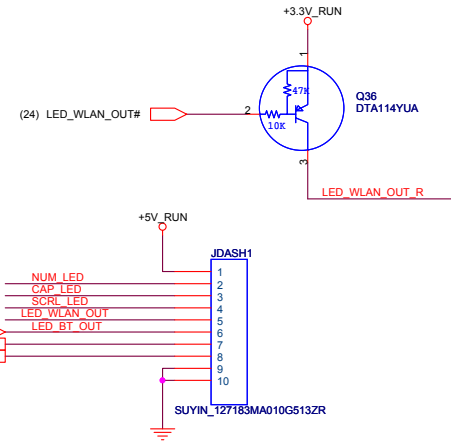 +3.3V_RUN
1
Q36
DTA114YUA
47K
(24) LED_WLAN_OUT#
2
10K
3
LED_WLAN_OUT_R
+5V_RUN
JDASH1
1
NUM_LED
2
CAP_LED
3
SCRL_LED
4
LED_WLAN_OUT
5
LED_BT_OUT
6
7
8
9
10
SUYIN_127183MA010G513ZR